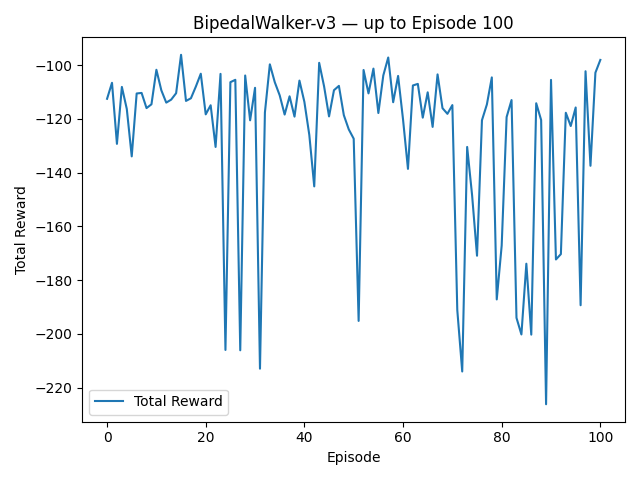 BipedalWalker-v3 — up to Episode 100
Total Reward
−100
−120
−140
−160
−180
−200
−220
Total Reward
0 20 40 60 80 100
Episode